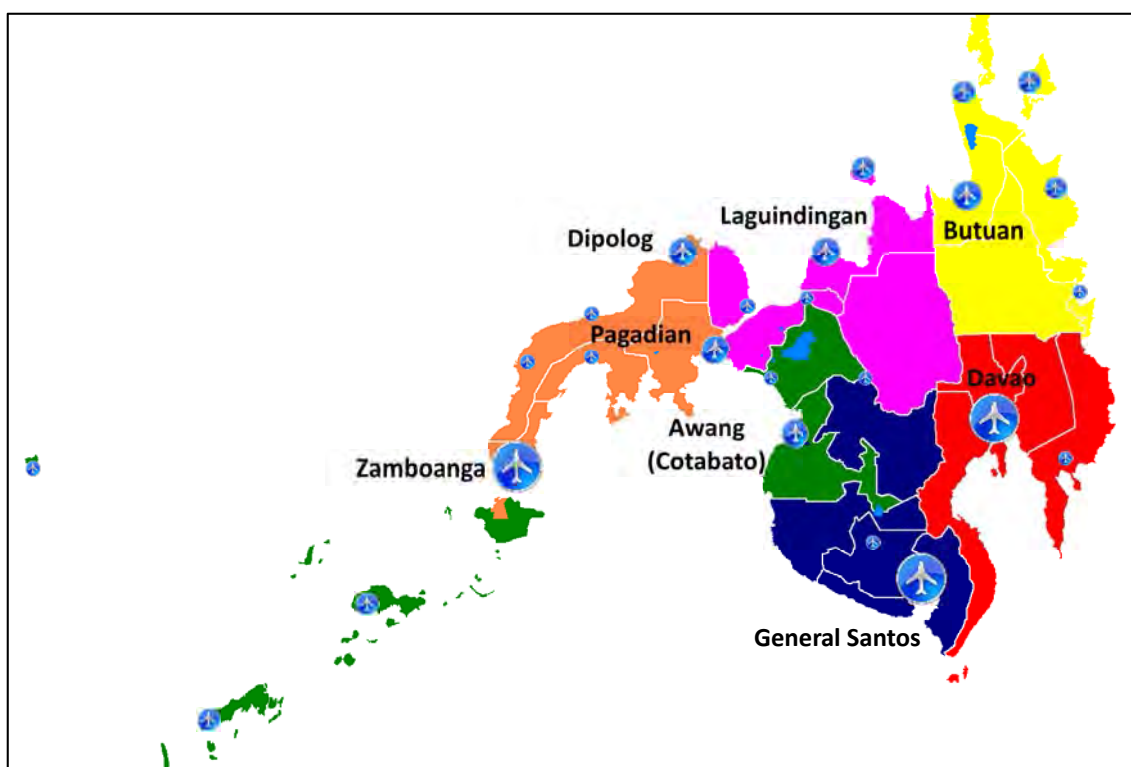 Laguindingan
Butuan
Dipolog
Pagadian
Davao
Awang
(Cotabato)
Zamboanga
General Santos